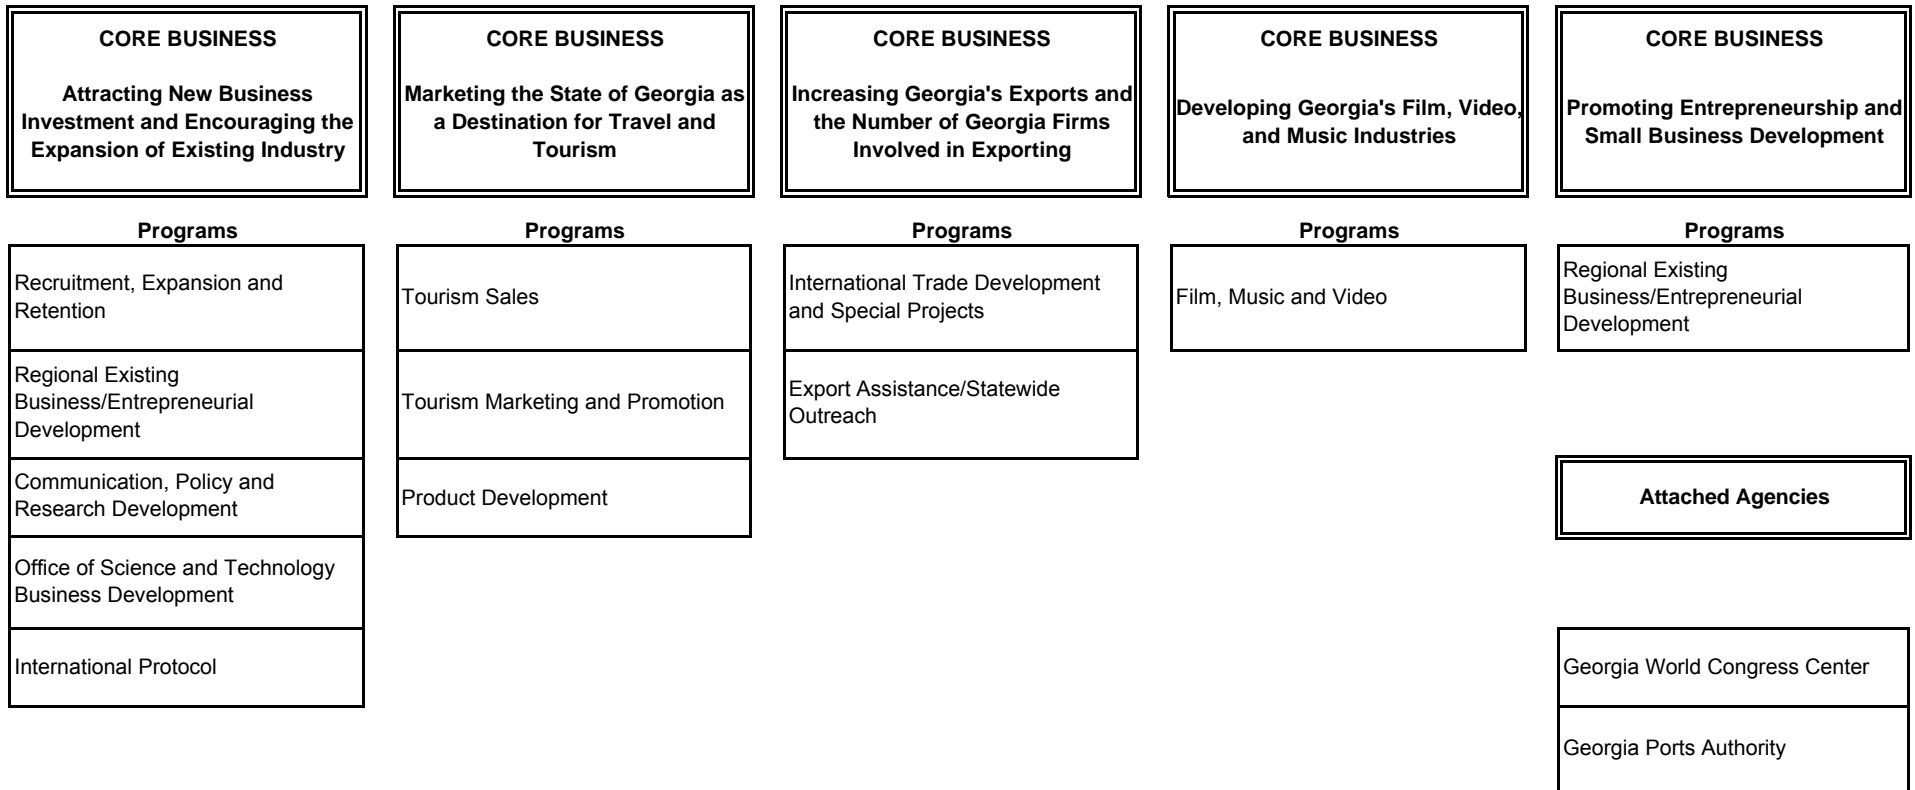 CORE BUSINESS
Attracting New Business
Investment and Encouraging the
Expansion of Existing Industry
Programs
Recruitment, Expansion and
Retention
Regional Existing
Business/Entrepreneurial
Development
Communication, Policy and
Research Development
Office of Science and Technology
Business Development
International Protocol
CORE BUSINESS
Marketing the State of Georgia as
a Destination for Travel and
Tourism
Programs
Tourism Sales
Tourism Marketing and Promotion
Product Development
CORE BUSINESS
Increasing Georgia's Exports and
the Number of Georgia Firms
Involved in Exporting
Programs
International Trade Development
and Special Projects
Export Assistance/Statewide
Outreach
CORE BUSINESS
Developing Georgia's Film, Video,
and Music Industries
Programs
Film, Music and Video
CORE BUSINESS
Promoting Entrepreneurship and
Small Business Development
Programs
Regional Existing
Business/Entrepreneurial
Development
Attached Agencies
Georgia World Congress Center
Georgia Ports Authority